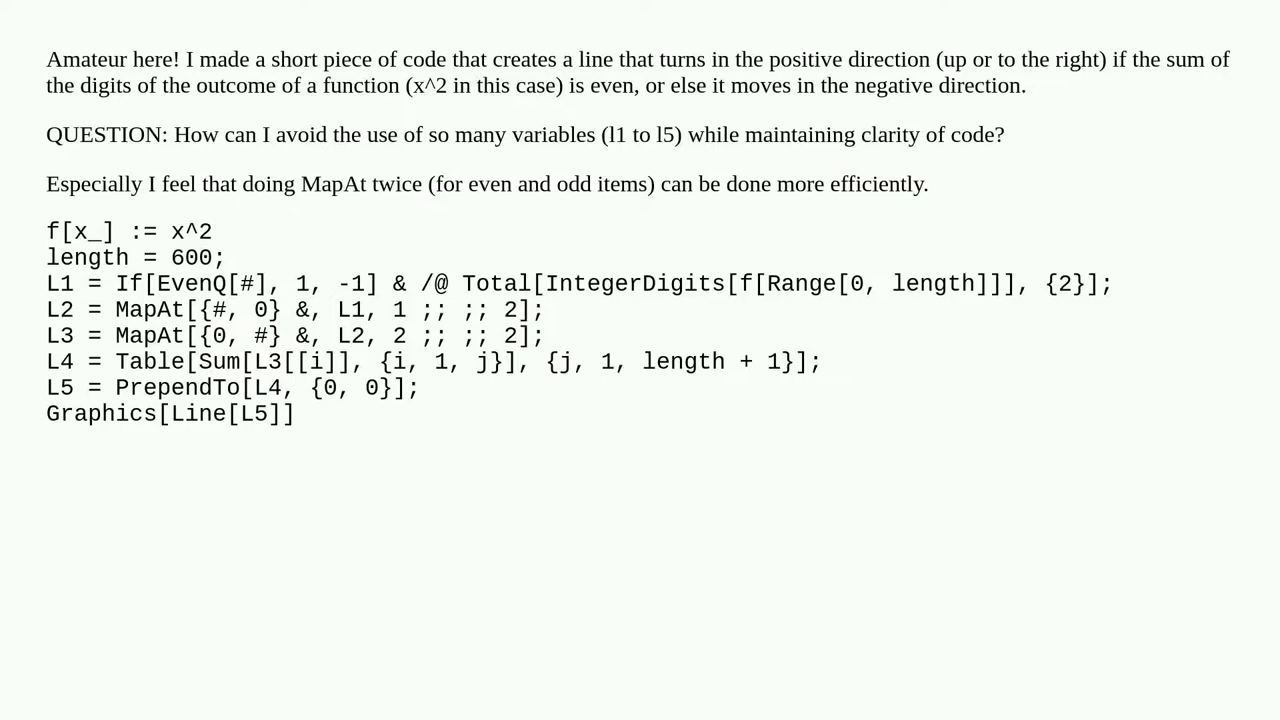 Amateur here! I made a short piece of code that creates a line that turns in the positive direction (up or to the right) if the sum of
the digits of the outcome of a function (x^2 in this case) is even, or else it moves in the negative direction.
QUESTION: How can I avoid the use of so many variables (l1 to l5) while maintaining clarity of code?
Especially I feel that doing MapAt twice (for even and odd items) can be done more efficiently.
f[x_] := x^2
length = 600;
L1 = If[EvenQ[#], 1, -1] & /@ Total[IntegerDigits[f[Range[0, length]]], {2}];
L2 = MapAt[{#, 0} &, L1, 1 ;; ;; 2];
L3 = MapAt[{0, #} &, L2, 2 ;; ;; 2];
L4 = Table[Sum[L3[[i]], {i, 1, j}], {j, 1, length + 1}];
L5 = PrependTo[L4, {0, 0}];
Graphics[Line[L5]]